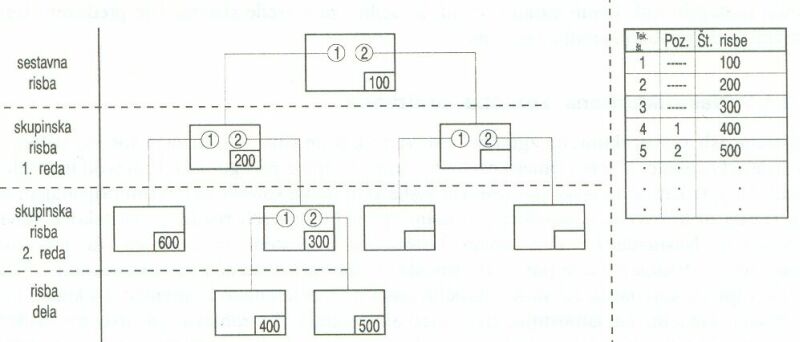 sestavna
risba
1 2
100
skupinska
risba
1. reda
1 2
200
1 2
skupinska
risba
2. reda
600
1 2
300
risba
dela
400
500
Tek. št. Poz. Št. risbe
1 ----- 100
2 ----- 200
3 ----- 300
4 1 400
5 2 500
. . .
. . .
. . .